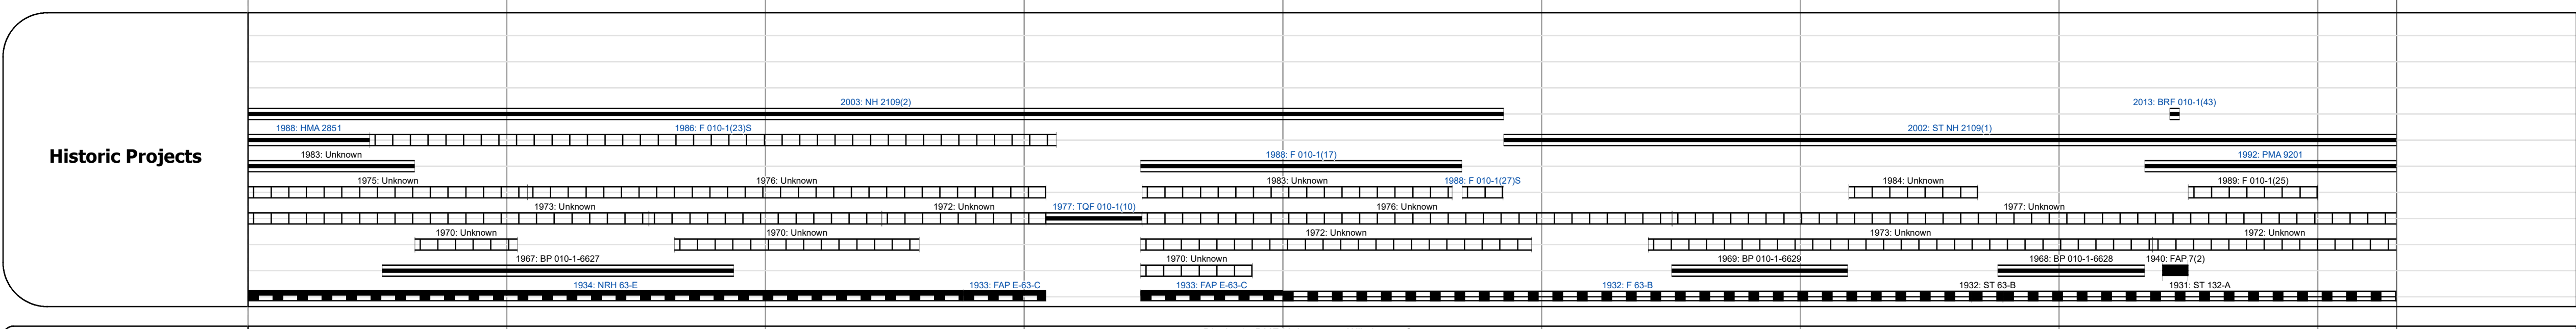 Historic Projects
2003: NH 2109(2)
2013: BRF 010-1(43)
1988: HMA 2851
1986: F 010-1(23)S
2002: ST NH 2109(1)
1983: Unknown
1988: F 010-1(17)
1992: PMA 9201
1975: Unknown
1976: Unknown
1983: Unknown
1988: F 010-1(27)S
1984: Unknown
1989: F 010-1(25)
1973: Unknown
1972: Unknown
1977: TQF 010-1(10)
1976: Unknown
1977: Unknown
1970: Unknown
1970: Unknown
1972: Unknown
1973: Unknown
1972: Unknown
1967: BP 010-1-6627
1970: Unknown
1969: BP 010-1-6629
1968: BP 010-1-6628
1940: FAP 7(2)
1934: NRH 63-E
1933: FAP E-63-C
1933: FAP E-63-C
1932: F 63-B
1932: ST 63-B
1931: ST 132-A